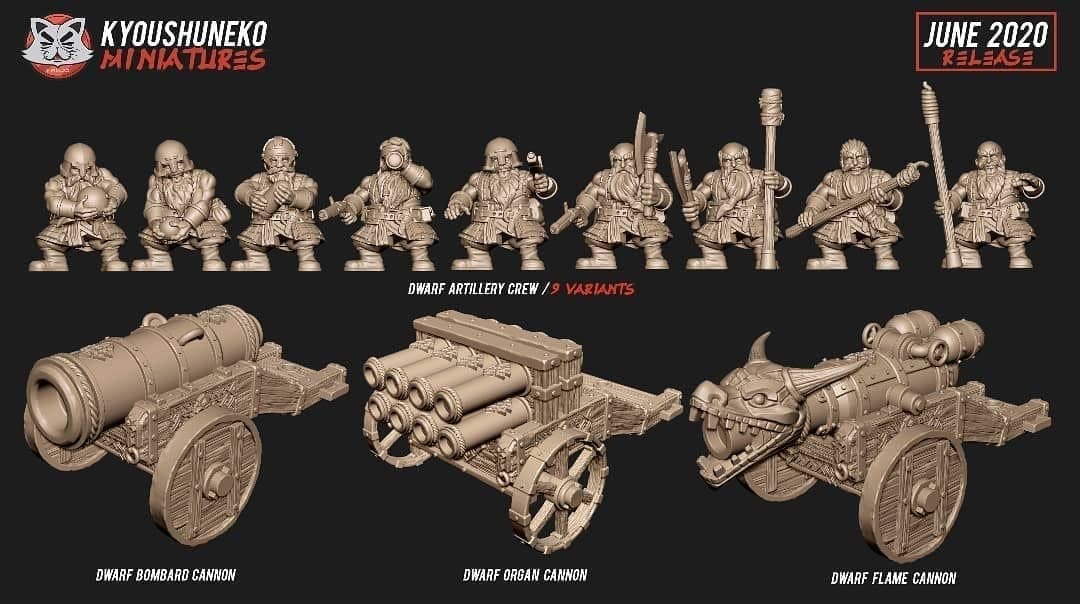 KYOUSHUNEKO
MINIATURES
JUNE 2020
RELEASE
DWARF ARTILLERY CREW / 9 VARIANTS
DWARF BOMBARD CANNON
DWARF ORGAN CANNON
DWARF FLAME CANNON